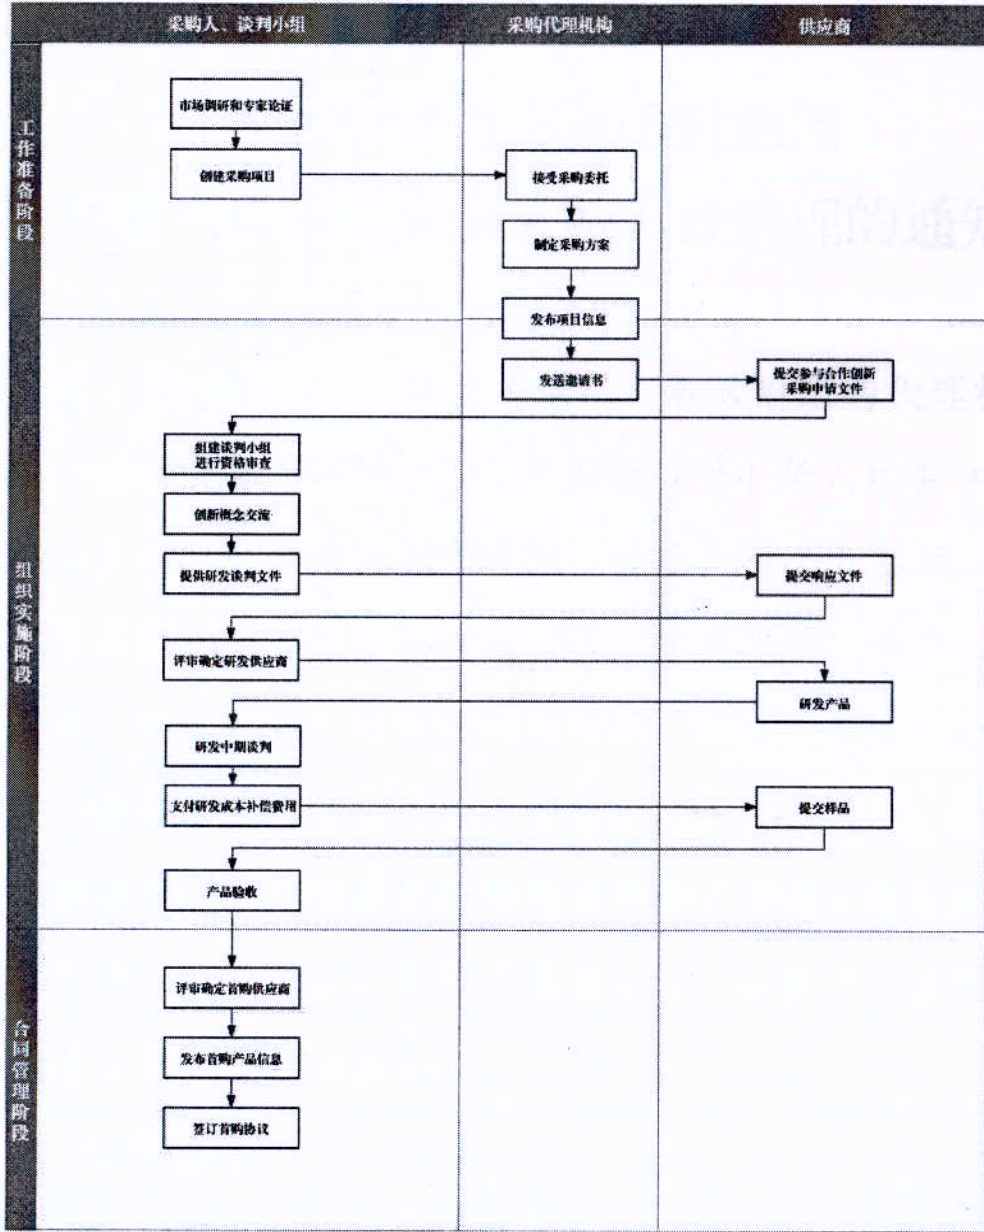 采购人、谈判小组
采购代理机构
供应商
工作准备阶段
市场调研和专家论证
创建采购项目
接受采购委托
制定采购方案
发布项目信息
组织实施阶段
发送邀请书
提交参与合作创新
采购申请文件
组建谈判小组
进行资格审查
创新概念交流
提供研发谈判文件
提交响应文件
评审确定研发供应商
研发产品
研发中期谈判
支付研发成本补偿费用
提交样品
产品验收
合同管理阶段
评审确定首购供应商
发布首购产品信息
签订首购协议